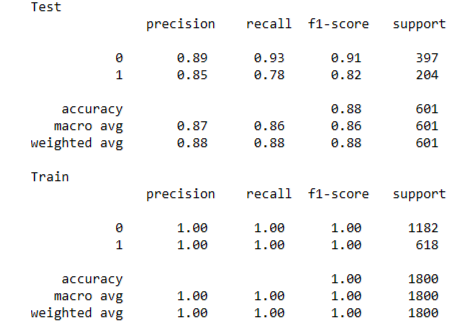 Test
precision recall f1-score support
0 0.89 0.93 0.91 397
1 0.85 0.78 0.82 204
accuracy 0.88 601
macro avg 0.87 0.86 0.86 601
weighted avg 0.88 0.88 0.88 601
Train
precision recall f1-score support
0 1.00 1.00 1.00 1182
1 1.00 1.00 1.00 618
accuracy 1.00 1800
macro avg 1.00 1.00 1.00 1800
weighted avg 1.00 1.00 1.00 1800